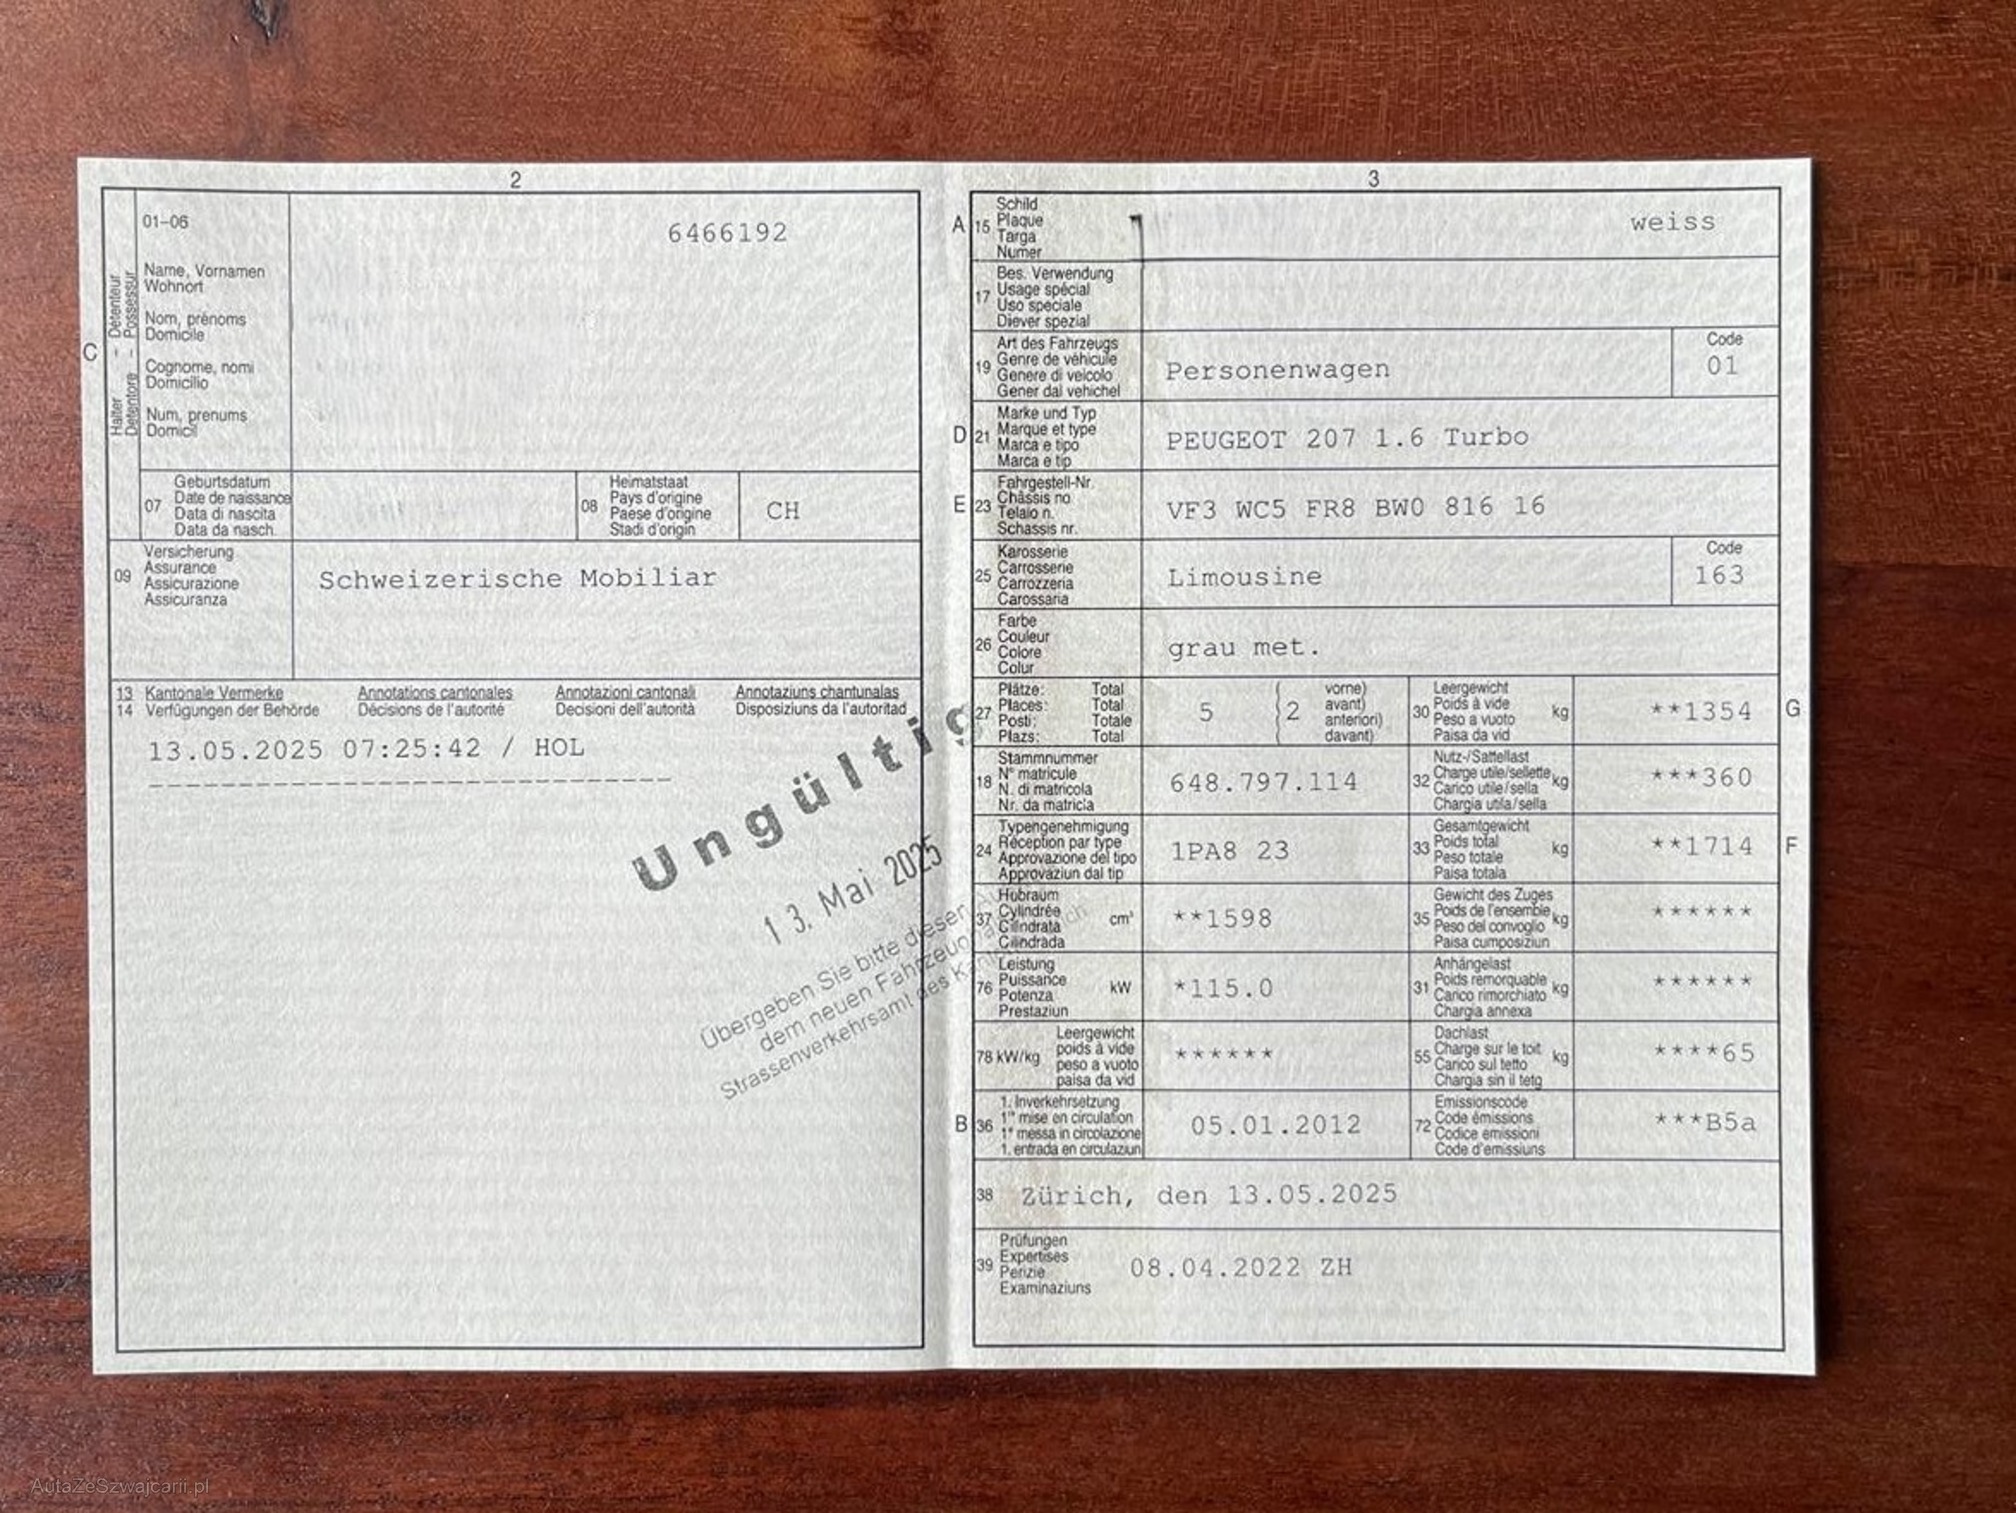 2
01–06
6466192
Halter – Détenteur
Detentore – Possessur
C
Name, Vornamen
Wohnort
Nom, prénoms
Domicile
Cognome, nomi
Domicilio
Num, prenums
Domicil
07
Geburtsdatum
Date de naissance
Data di nascita
Data da nasch.
08
Heimatstaat
Pays d'origine
Paese d'origine
Stadi d'origin
CH
09
Versicherung
Assurance
Assicurazione
Assicuranza
Schweizerische Mobiliar
13 Kantonale Vermerke Annotations cantonales Annotazioni cantonali Annotaziuns chantunalas
14 Verfügungen der Behörde Décisions de l'autorité Decisioni dell'autorità Disposiziuns da l'autoritad
13.05.2025 07:25:42 / HOL
Ungültig
13. Mai 2025
Übergeben Sie bitte diesen
dem neuen Fahrzeug
Strassenverkehrsamt des Kan
3
A 15
Schild
Plaque
Targa
Numer
weiss
17
Bes. Verwendung
Usage spécial
Uso speciale
Diever spezial
19
Art des Fahrzeugs
Genre de véhicule
Genere di veicolo
Gener dal vehichel
Personenwagen
Code
01
D 21
Marke und Typ
Marque et type
Marca e tipo
Marca e tip
PEUGEOT 207 1.6 Turbo
E 23
Fahrgestell-Nr.
Châssis no
Telaio n.
Schassis nr.
VF3 WC5 FR8 BW0 816 16
25
Karosserie
Carrosserie
Carrozzeria
Carossaria
Limousine
Code
163
26
Farbe
Couleur
Colore
Colur
grau met.
27
Plätze: Total
Places: Total
Posti: Totale
Plazs: Total
5
2
vorne)
avant)
anteriori)
davant)
30
Leergewicht
Poids à vide
Peso a vuoto
Paisa da vid
kg
**1354
G
18
Stammnummer
N° matricule
N. di matricola
Nr. da matricla
648.797.114
32
Nutz-/Sattellast
Charge utile/sellette
Carico utile/sella
Chargia utila/sella
kg
***360
24
Typengenehmigung
Réception par type
Approvazione del tipo
Approvaziun dal tip
1PA8 23
33
Gesamtgewicht
Poids total
Peso totale
Paisa totala
kg
**1714
F
37
Hubraum
Cylindrée
Cilindrata
Cilindrada
cm³
**1598
35
Gewicht des Zuges
Poids de l'ensemble
Peso del convoglio
Paisa cumposiziun
kg
******
76
Leistung
Puissance
Potenza
Prestaziun
kW
*115.0
31
Anhängelast
Poids remorquable
Carico rimorchiato
Chargia annexa
kg
******
78 kW/kg
Leergewicht
poids à vide
peso a vuoto
paisa da vid
******
55
Dachlast
Charge sur le toit
Carico sul tetto
Chargia sin il tetg
kg
****65
B 36
1. Inverkehrsetzung
1re mise en circulation
1a messa in circolazione
1. entrada en circulaziun
05.01.2012
72
Emissionscode
Code émissions
Codice emissioni
Code d'emissiuns
***B5a
38
Zürich, den 13.05.2025
39
Prüfungen
Expertises
Perizie
Examinaziuns
08.04.2022 ZH
AutaZeSzwajcarii.pl